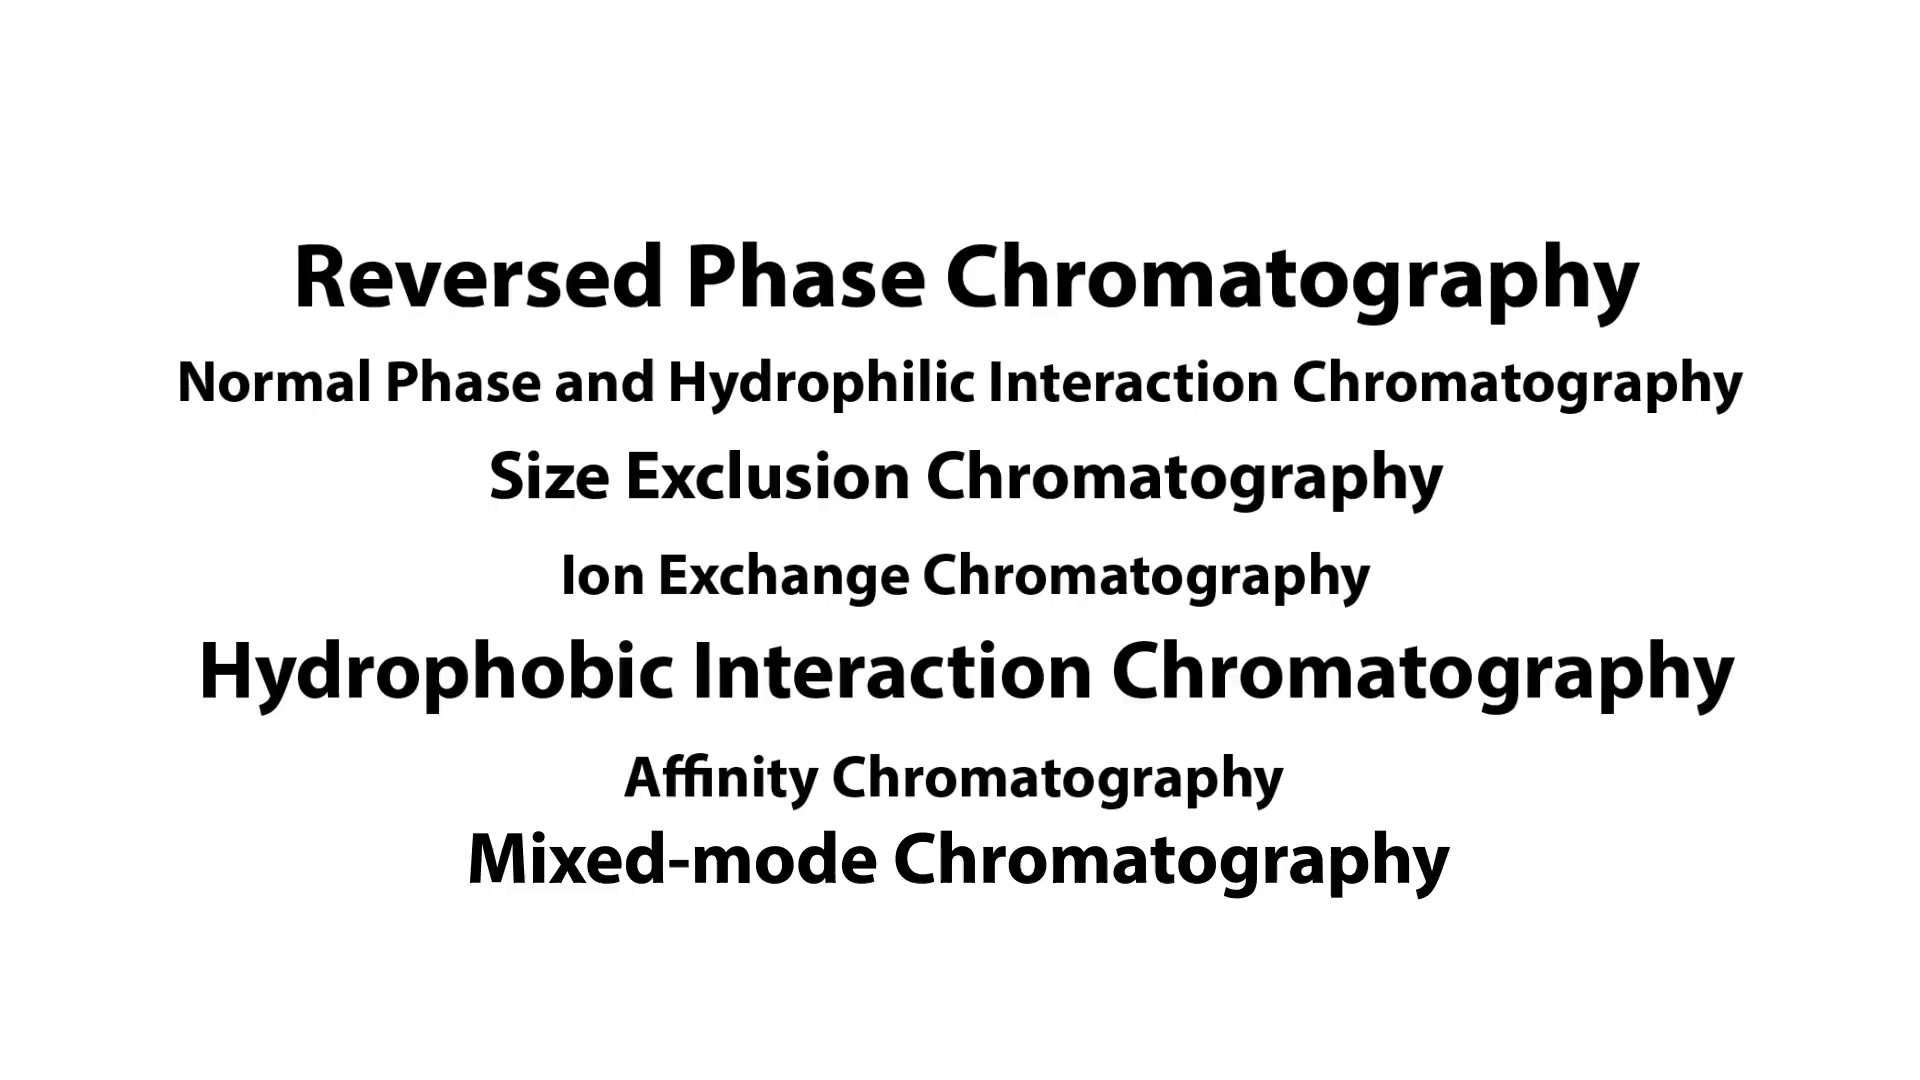 Reversed Phase Chromatography
Normal Phase and Hydrophilic Interaction Chromatography
Size Exclusion Chromatography
Ion Exchange Chromatography
Hydrophobic Interaction Chromatography
Affinity Chromatography
Mixed-mode Chromatography